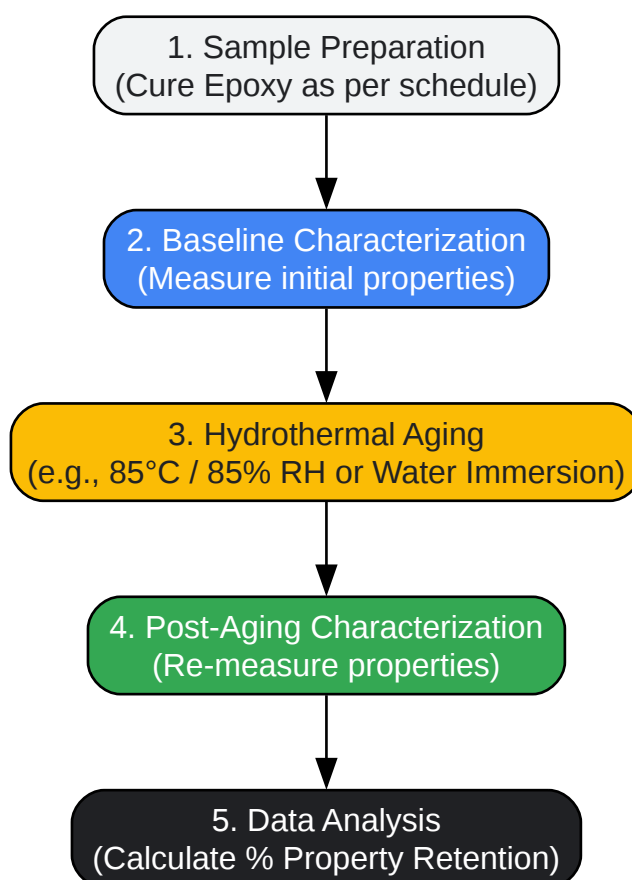 1. Sample Preparation
(Cure Epoxy as per schedule)
2. Baseline Characterization
(Measure initial properties)
3. Hydrothermal Aging
(e.g., 85°C / 85% RH or Water Immersion)
4. Post-Aging Characterization
(Re-measure properties)
5. Data Analysis
(Calculate % Property Retention)